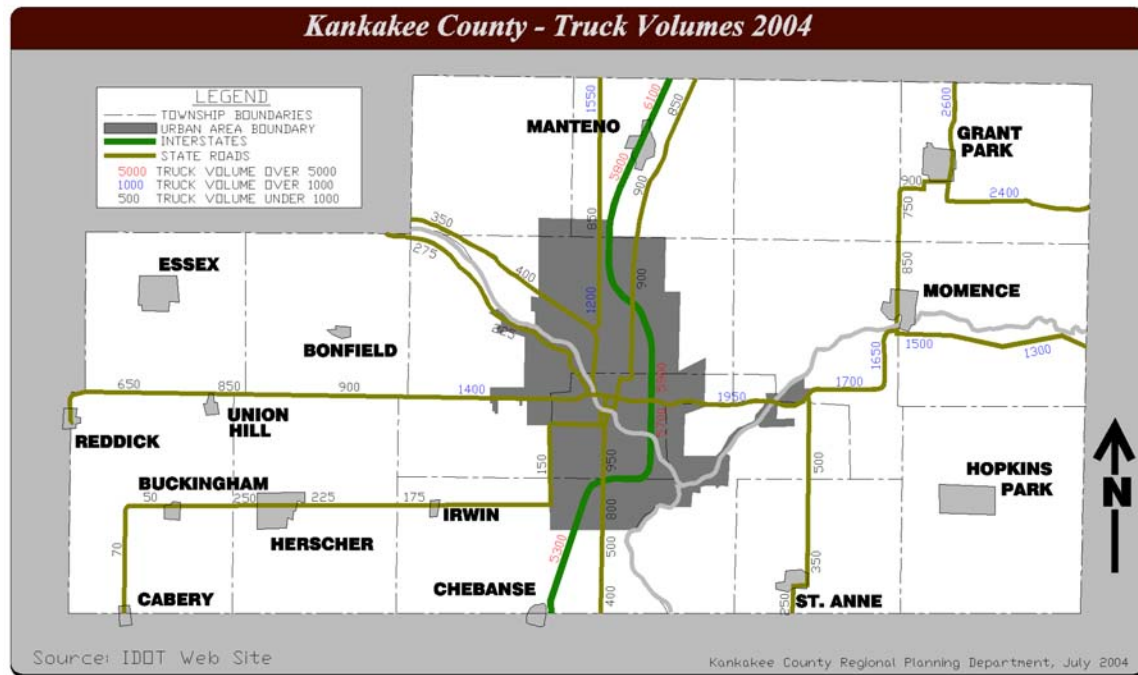 Kankakee County - Truck Volumes 2004
LEGEND
TOWNSHIP BOUNDARIES
URBAN AREA BOUNDARY
INTERSTATES
STATE ROADS
5000 TRUCK VOLUME OVER 5000
1000 TRUCK VOLUME OVER 1000
500 TRUCK VOLUME UNDER 1000
1550
6100
850
MANTENO
5800
900
2600
GRANT
PARK
900
750
2400
350
275
400
850
900
850
ESSEX
1200
MOMENCE
825
BONFIELD
1650
1500
1300
650
850
900
1400
1950
1700
REDDICK
UNION
HILL
150
950
500
BUCKINGHAM
50
250
225
175
IRWIN
HERSCHER
800
HOPKINS
PARK
N
70
5300
500
350
CABERY
CHEBANSE
400
250
ST. ANNE
Source: IDOT Web Site
Kankakee County Regional Planning Department, July 2004